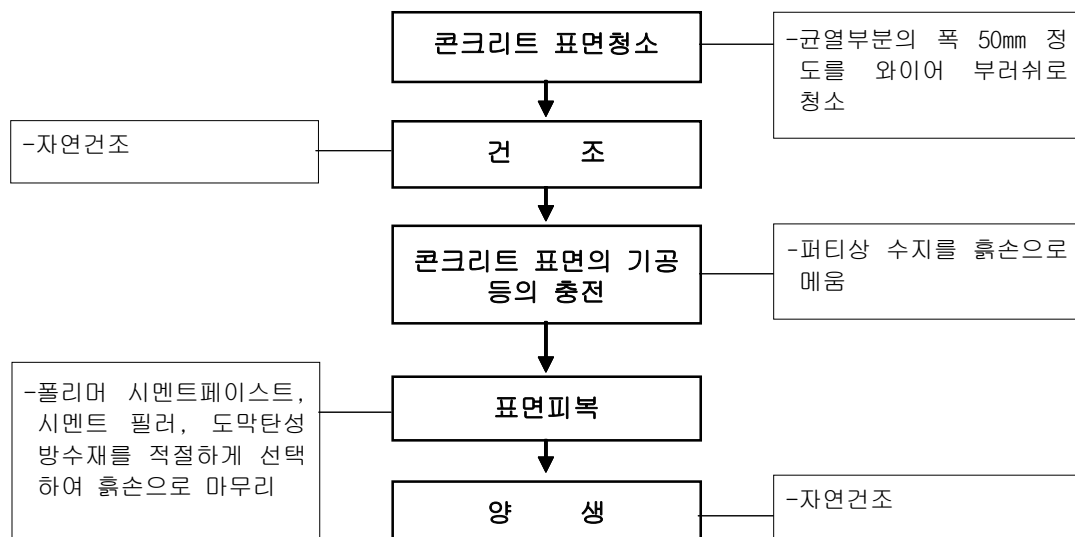 콘크리트 표면청소
-균열부분의 폭 50mm 정
도를 와이어 부러쉬로
청소
-자연건조
건 조
콘크리트 표면의 기공
등의 충전
-퍼티상 수지를 흙손으로
메움
-폴리머 시멘트페이스트,
시멘트 필러, 도막탄성
방수재를 적절하게 선택
하여 흙손으로 마무리
표면피복
양 생
-자연건조